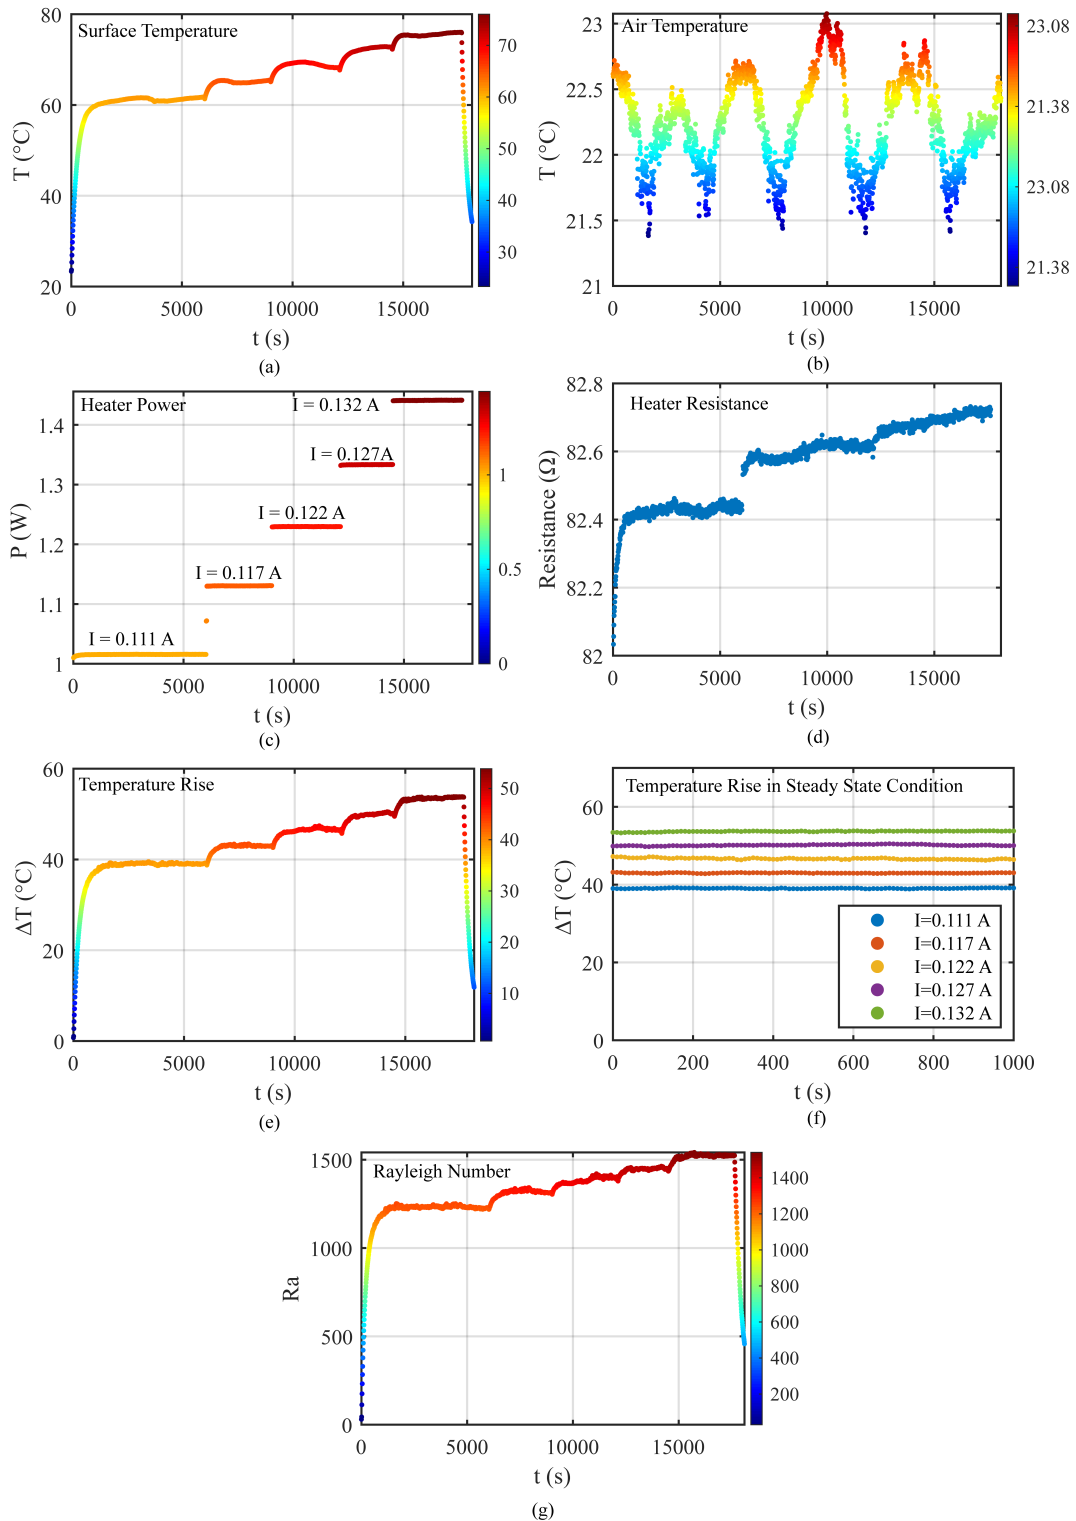 Surface Temperature
80
60
40
20
T (°C)
0
5000
10000
15000
t (s)
70
60
50
40
30
(a)
Air Temperature
23
22.5
22
21.5
21
T (°C)
0
5000
10000
15000
t (s)
23.08
21.38
23.08
21.38
(b)
Heater Power
I = 0.132 A
I = 0.127A
I = 0.122 A
I = 0.117 A
I = 0.111 A
1.4
1.3
1.2
1.1
1
P (W)
0
5000
10000
15000
t (s)
1
0.5
0
(c)
Heater Resistance
82.8
82.6
82.4
82.2
82
Resistance (Ω)
0
5000
10000
15000
t (s)
(d)
Temperature Rise
60
40
20
0
ΔT (°C)
0
5000
10000
15000
t (s)
50
40
30
20
10
(e)
Temperature Rise in Steady State Condition
60
40
20
0
ΔT (°C)
I=0.111 A
I=0.117 A
I=0.122 A
I=0.127 A
I=0.132 A
0
200
400
600
800
1000
t (s)
(f)
Rayleigh Number
1500
1000
500
0
Ra
0
5000
10000
15000
t (s)
1400
1200
1000
800
600
400
200
(g)